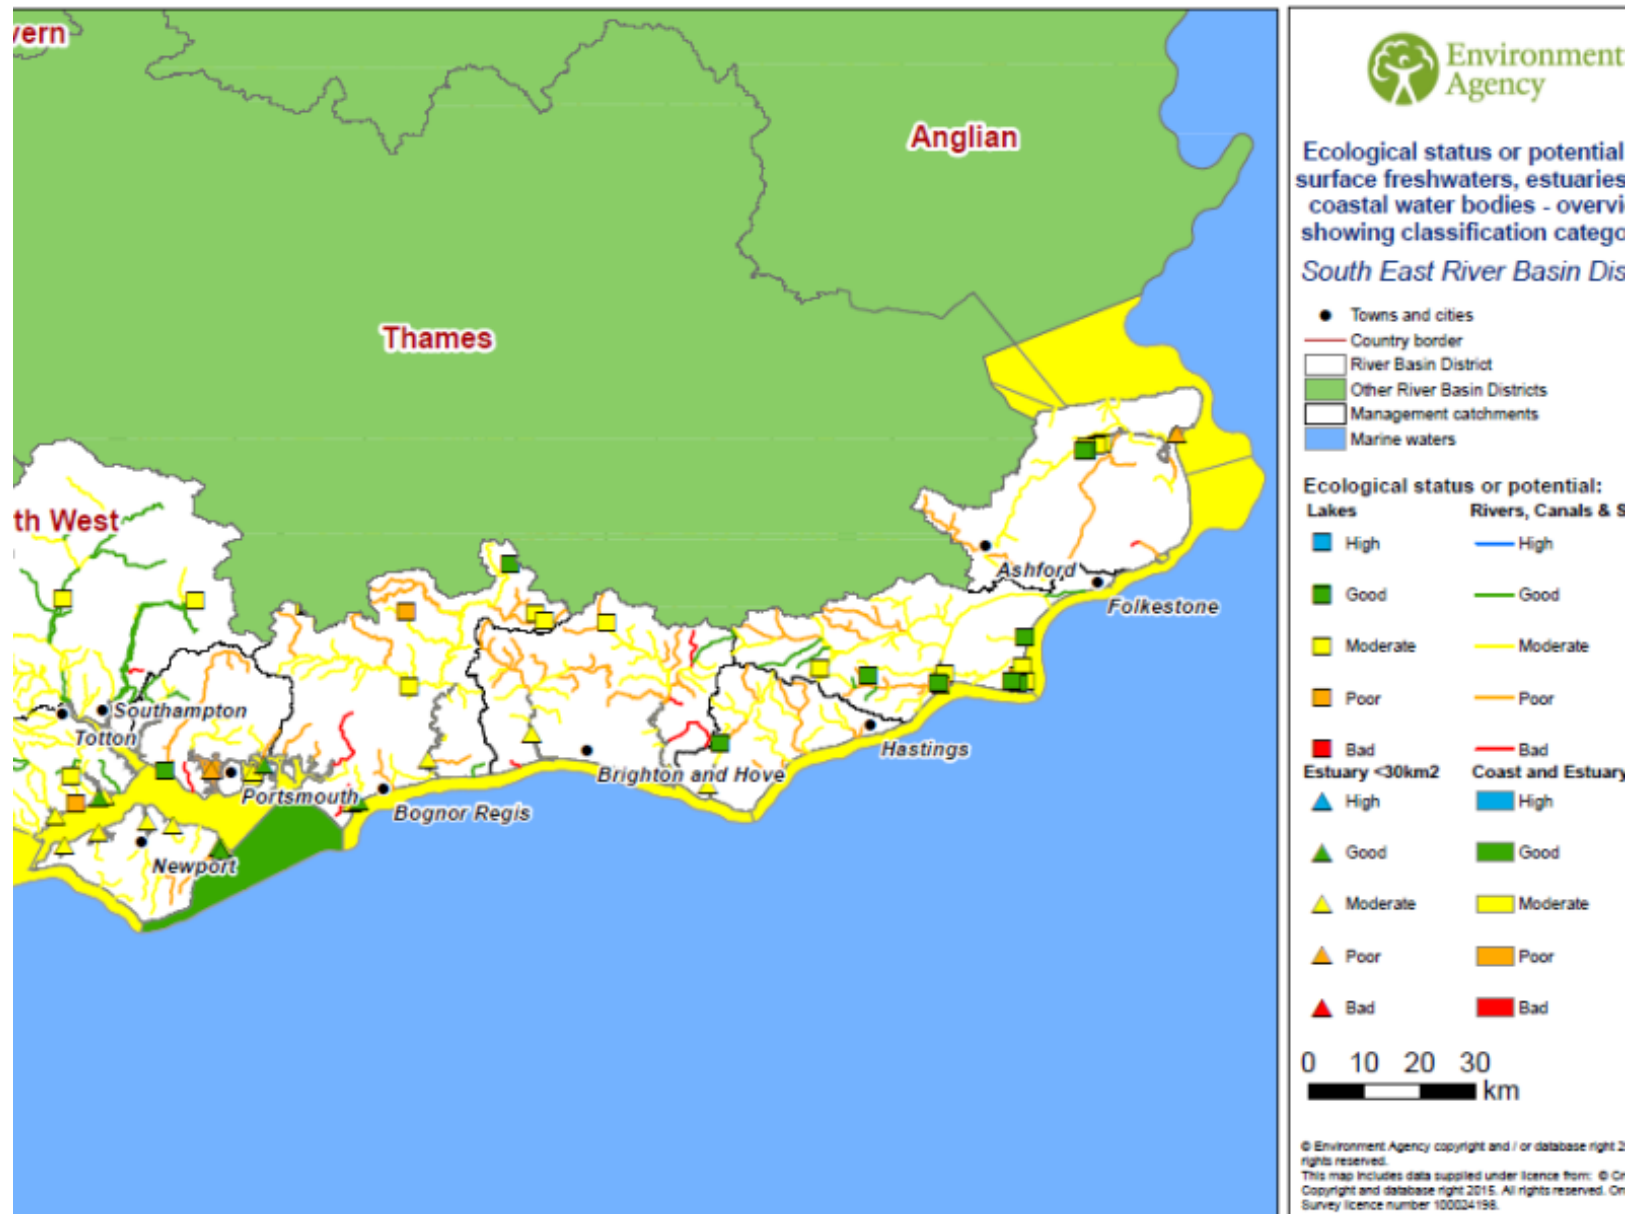 vern
Anglian
Thames
th West
Ashford
Folkestone
Southampton
Totton
Hastings
Brighton and Hove
Portsmouth
Bognor Regis
Newport
Environment
Agency
Ecological status or potential
surface freshwaters, estuaries
coastal water bodies - overvi
showing classification catego
South East River Basin Dis
Towns and cities
Country border
River Basin District
Other River Basin Districts
Management catchments
Marine waters
Ecological status or potential:
Lakes Rivers, Canals & S
High High
Good Good
Moderate Moderate
Poor Poor
Bad Bad
Estuary <30km2 Coast and Estuary
High High
Good Good
Moderate Moderate
Poor Poor
Bad Bad
0 10 20 30
km
© Environment Agency copyright and / or database right 2
rights reserved.
This map includes data supplied under licence from: © Cr
Copyright and database right 2015. All rights reserved. Or
Survey licence number 100024198.